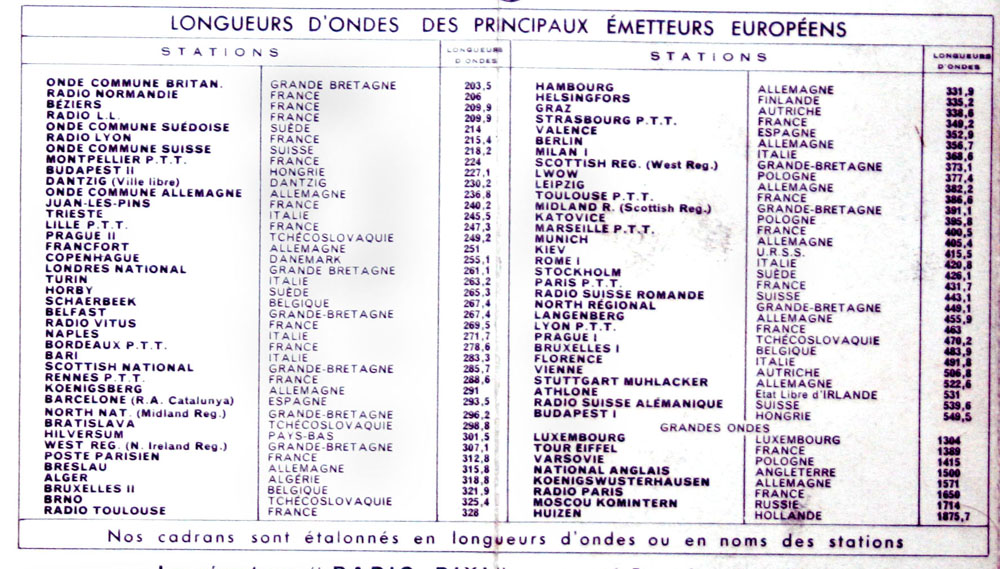 LONGUEURS D'ONDES DES PRINCIPAUX ÉMETTEURS EUROPÉENS
STATIONS LONGUEURS D'ONDES
ONDE COMMUNE BRITAN. GRANDE BRETAGNE 203,5
RADIO NORMANDIE FRANCE 206
BÉZIERS FRANCE 209,9
RADIO L.L. FRANCE 209,9
ONDE COMMUNE SUÉDOISE SUÈDE 214
RADIO LYON FRANCE 215,4
ONDE COMMUNE SUISSE SUISSE 218,2
MONTPELLIER P.T.T. FRANCE 224
BUDAPEST II HONGRIE 227,1
DANTZIG (Ville libre) DANTZIG 230,2
ONDE COMMUNE ALLEMAGNE ALLEMAGNE 236,8
JUAN-LES-PINS FRANCE 240,2
TRIESTE ITALIE 245,5
LILLE P.T.T. FRANCE 247,3
PRAGUE II TCHÉCOSLOVAQUIE 249,2
FRANCFORT ALLEMAGNE 251
COPENHAGUE DANEMARK 255,1
LONDRES NATIONAL GRANDE BRETAGNE 261,1
TURIN ITALIE 263,2
HORBY SUÈDE 265,3
SCHAERBEEK BELGIQUE 267,4
BELFAST GRANDE-BRETAGNE 267,4
RADIO VITUS FRANCE 269,5
NAPLES ITALIE 271,7
BORDEAUX P.T.T. FRANCE 278,6
BARI ITALIE 283,3
SCOTTISH NATIONAL GRANDE-BRETAGNE 285,7
RENNES P.T.T. FRANCE 288,6
KOENIGSBERG ALLEMAGNE 291
BARCELONE (R.A. Catalunya) ESPAGNE 293,5
NORTH NAT. (Midland Reg.) GRANDE-BRETAGNE 296,2
BRATISLAVA TCHÉCOSLOVAQUIE 298,8
HILVERSUM PAYS-BAS 301,5
WEST REG. (N. Ireland Reg.) GRANDE-BRETAGNE 307,1
POSTE PARISIEN FRANCE 312,8
BRESLAU ALLEMAGNE 315,8
ALGER ALGÉRIE 318,8
BRUXELLES II BELGIQUE 321,9
BRNO TCHÉCOSLOVAQUIE 325,4
RADIO TOULOUSE FRANCE 328
STATIONS LONGUEURS D'ONDES
HAMBOURG ALLEMAGNE 331,9
HELSINGFORS FINLANDE 335,2
GRAZ AUTRICHE 338,6
STRASBOURG P.T.T. FRANCE 349,2
VALENCE ESPAGNE 352,9
BERLIN ALLEMAGNE 356,7
MILAN I ITALIE 368,6
SCOTTISH REG. (West Reg.) GRANDE-BRETAGNE 373,1
LWOW POLOGNE 377,4
LEIPZIG ALLEMAGNE 382,2
TOULOUSE P.T.T. FRANCE 386,6
MIDLAND R. (Scottish Reg.) GRANDE-BRETAGNE 391,1
KATOVICE POLOGNE 395,8
MARSEILLE P.T.T. FRANCE 400,5
MUNICH ALLEMAGNE 405,4
KIEV U.R.S.S. 415,5
ROME I ITALIE 420,8
STOCKHOLM SUÈDE 426,1
PARIS P.T.T. FRANCE 431,7
RADIO SUISSE ROMANDE SUISSE 443,1
NORTH RÉGIONAL GRANDE-BRETAGNE 449,1
LANGENBERG ALLEMAGNE 455,9
LYON P.T.T. FRANCE 463
PRAGUE I TCHÉCOSLOVAQUIE 470,2
BRUXELLES I BELGIQUE 483,9
FLORENCE ITALIE 491,8
VIENNE AUTRICHE 506,8
STUTTGART MUHLACKER ALLEMAGNE 522,6
ATHLONE État Libre d'IRLANDE 531
RADIO SUISSE ALÉMANIQUE SUISSE 539,6
BUDAPEST I HONGRIE 549,5
GRANDES ONDES
LUXEMBOURG LUXEMBOURG 1304
TOUR EIFFEL FRANCE 1389
VARSOVIE POLOGNE 1415
NATIONAL ANGLAIS ANGLETERRE 1500
KOENIGSWUSTERHAUSEN ALLEMAGNE 1571
RADIO PARIS FRANCE 1650
MOSCOU KOMINTERN RUSSIE 1714
HUIZEN HOLLANDE 1875,7
Nos cadrans sont étalonnés en longueurs d'ondes ou en noms des stations